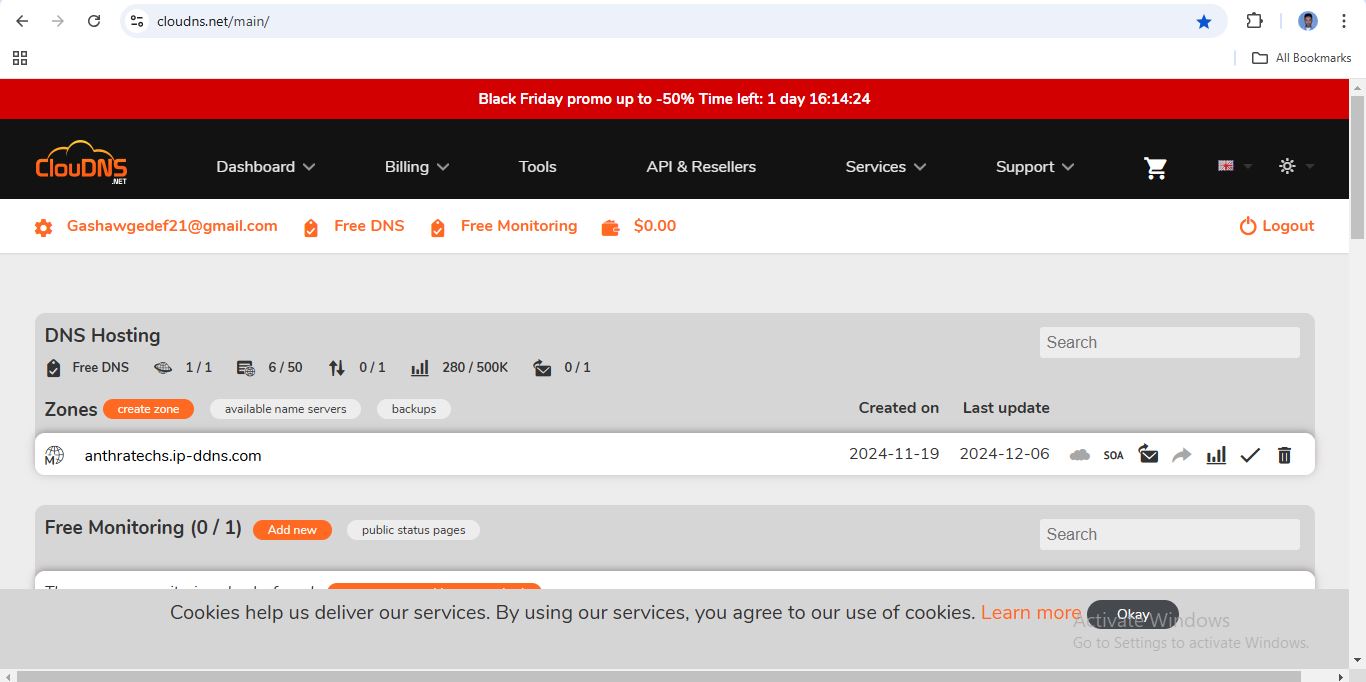 cloudns.net/main/
All Bookmarks
Black Friday promo up to -50% Time left: 1 day 16:14:24
ClouDNS
.NET
Dashboard Billing Tools API & Resellers Services Support
Gashawgedef21@gmail.com Free DNS Free Monitoring $0.00 Logout
DNS Hosting
Search
Free DNS 1 / 1 6 / 50 0 / 1 280 / 500K 0 / 1
Zones create zone available name servers backups Created on Last update
M anthratechs.ip-ddns.com 2024-11-19 2024-12-06 SOA
Free Monitoring (0 / 1) Add new public status pages Search
Cookies help us deliver our services. By using our services, you agree to our use of cookies. Learn more Okay
Activate Windows
Go to Settings to activate Windows.